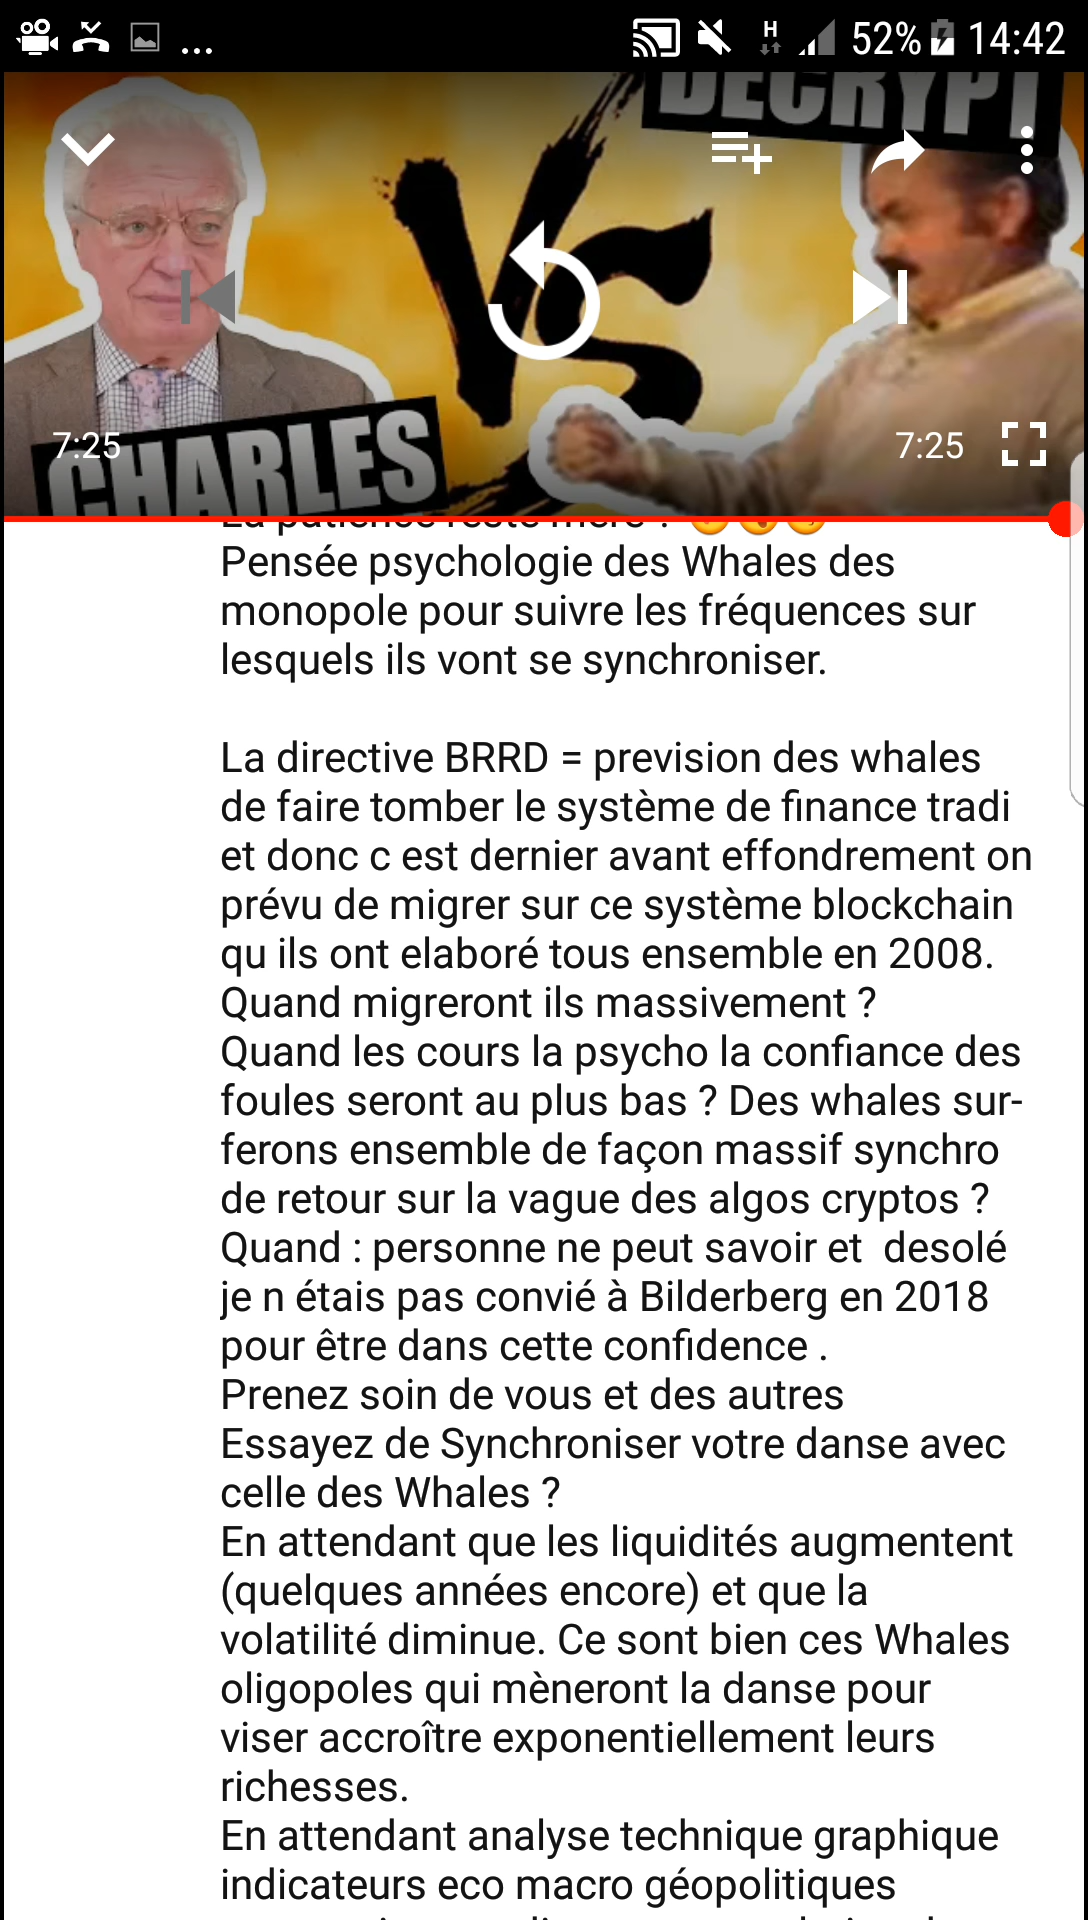 H
52%
14:42
DECRYPT
VS
CHARLES
7:25
7:25
La patience reste mère !
Pensée psychologie des Whales des
monopole pour suivre les fréquences sur
lesquels ils vont se synchroniser.
La directive BRRD = prevision des whales
de faire tomber le système de finance tradi
et donc c est dernier avant effondrement on
prévu de migrer sur ce système blockchain
qu ils ont elaboré tous ensemble en 2008.
Quand migreront ils massivement ?
Quand les cours la psycho la confiance des
foules seront au plus bas ? Des whales sur-
ferons ensemble de façon massif synchro
de retour sur la vague des algos cryptos ?
Quand : personne ne peut savoir et  desolé
je n étais pas convié à Bilderberg en 2018
pour être dans cette confidence .
Prenez soin de vous et des autres
Essayez de Synchroniser votre danse avec
celle des Whales ?
En attendant que les liquidités augmentent
(quelques années encore) et que la
volatilité diminue. Ce sont bien ces Whales
oligopoles qui mèneront la danse pour
viser accroître exponentiellement leurs
richesses.
En attendant analyse technique graphique
indicateurs eco macro géopolitiques